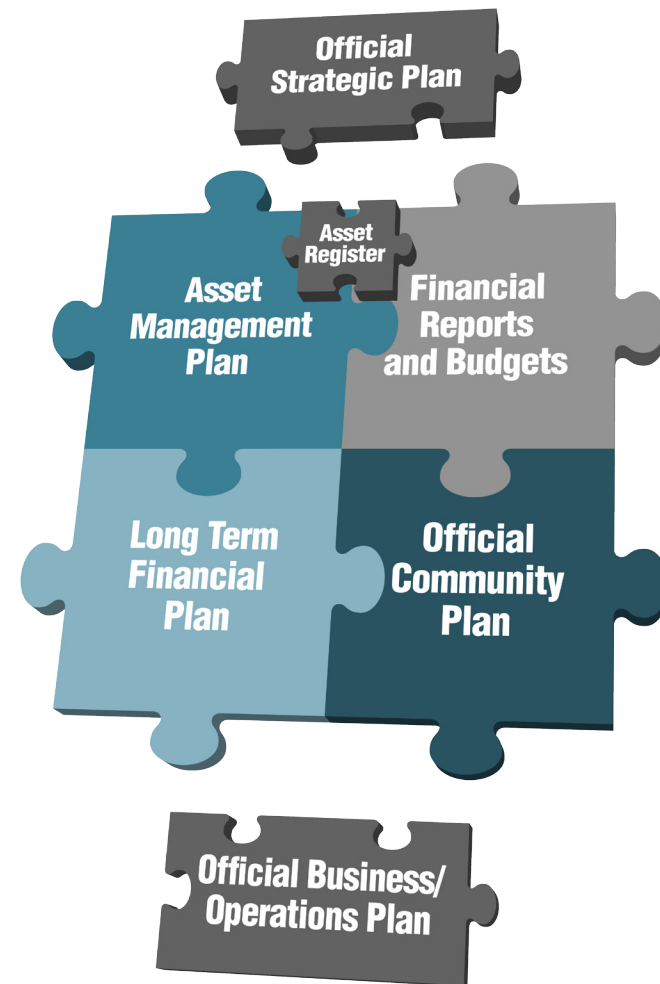 Official
Strategic Plan
Asset
Register
Asset
Management
Plan
Financial
Reports
and Budgets
Long Term
Financial
Plan
Official
Community
Plan
Official Business/
Operations Plan